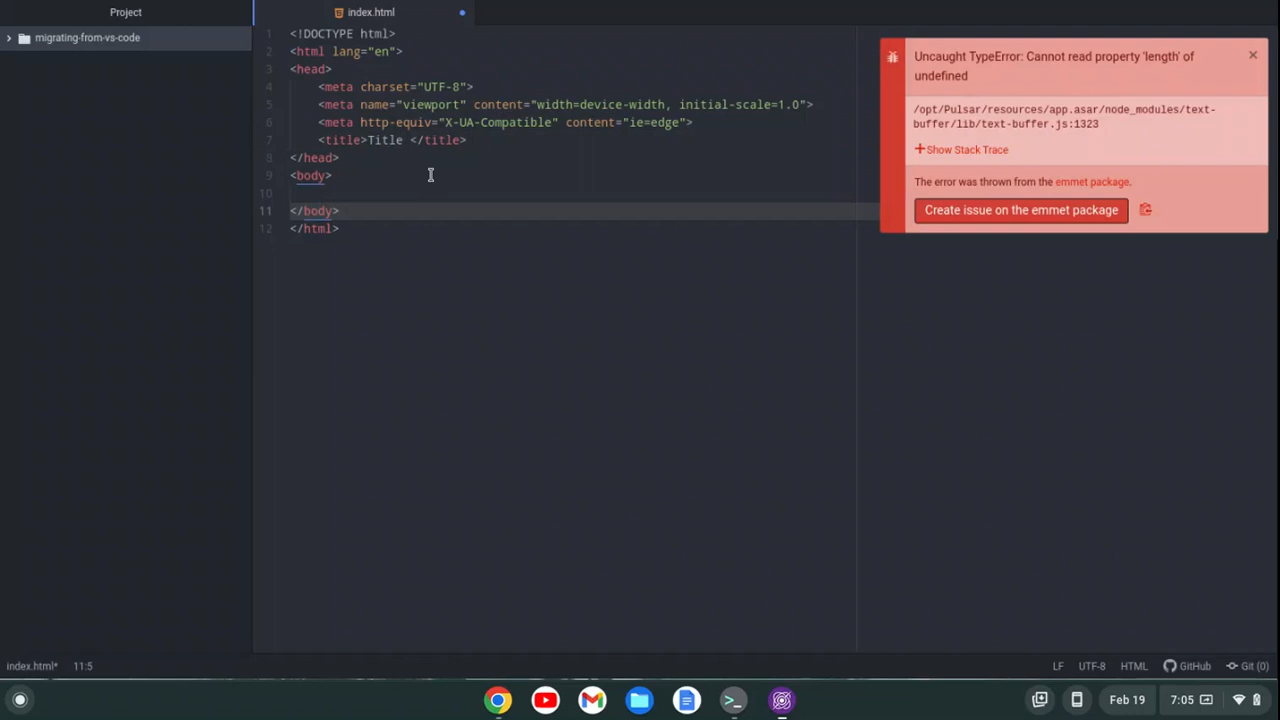 Project
index.html
migrating-from-vs-code
1 <!DOCTYPE html>
2 <html lang="en">
3 <head>
4 <meta charset="UTF-8">
5 <meta name="viewport" content="width=device-width, initial-scale=1.0">
6 <meta http-equiv="X-UA-Compatible" content="ie=edge">
7 <title>Title </title>
8 </head>
9 <body>
10
11 </body>
12 </html>
Uncaught TypeError: Cannot read property 'length' of
undefined
/opt/Pulsar/resources/app.asar/node_modules/text-
buffer/lib/text-buffer.js:1323
Show Stack Trace
The error was thrown from the emmet package.
Create issue on the emmet package
index.html* 11:5 LF UTF-8 HTML GitHub Git (0)
Feb 19 7:05